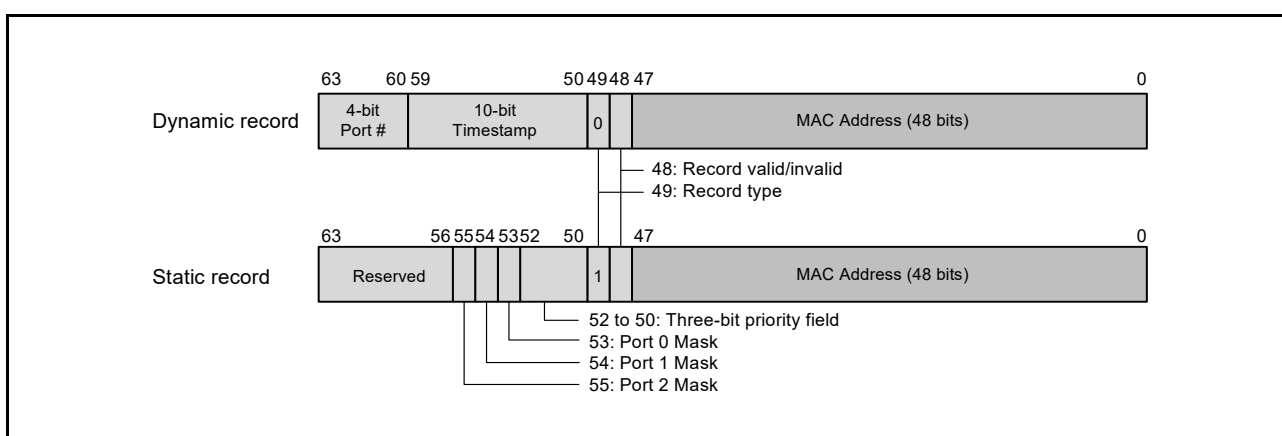 63 60 59 50 49 48 47 0
Dynamic record
4-bit
Port #
10-bit
Timestamp
0
MAC Address (48 bits)
48: Record valid/invalid
49: Record type
63 56 55 54 53 52 50 47 0
Static record
Reserved
1
MAC Address (48 bits)
52 to 50: Three-bit priority field
53: Port 0 Mask
54: Port 1 Mask
55: Port 2 Mask